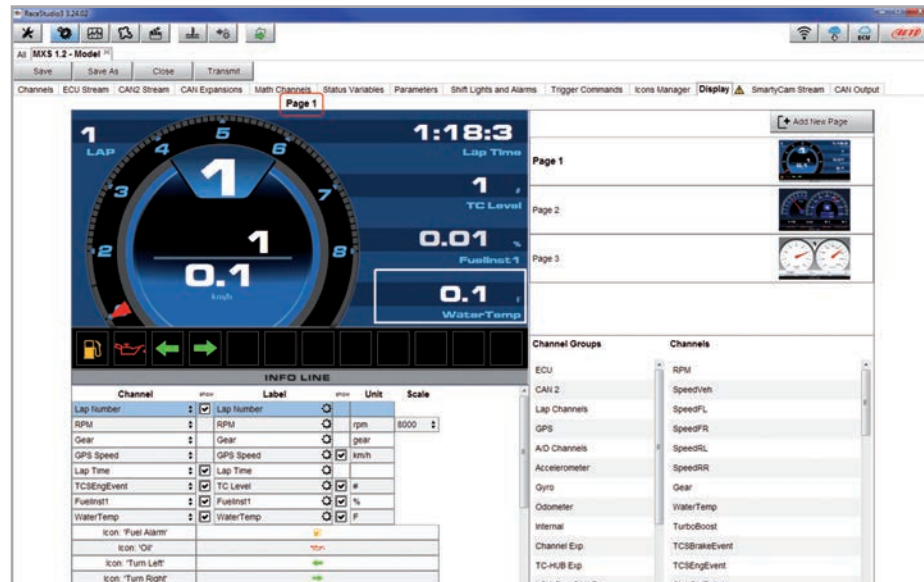 RaceStudio3 3.24.02
ECU
All MXS 1.2 - Model
Save Save As Close Transmit
Channels ECU Stream CAN2 Stream CAN Expansions Math Channels Status Variables Parameters Shift Lights and Alarms Trigger Commands Icons Manager Display SmartyCam Stream CAN Output
Page 1
1
LAP
2 3 4 5 6 7 8
1
1
0.1
km/h
1:18:3
Lap Time
1
TC Level
0.01 %
FuelInst1
0.1
WaterTemp
Add New Page
Page 1
Page 2
Page 3
INFO LINE
Channel show Label show Unit Scale
Lap Number Lap Number
RPM RPM rpm 8000
Gear Gear gear
GPS Speed GPS Speed km/h
Lap Time Lap Time
TCSEngEvent TC Level #
FuelInst1 FuelInst1 %
WaterTemp WaterTemp F
Icon: 'Fuel Alarm'
Icon: 'Oil'
Icon: 'Turn Left'
Icon: 'Turn Right'
Channel Groups
ECU
CAN 2
Lap Channels
GPS
A/D Channels
Accelerometer
Gyro
Odometer
Internal
Channel Exp.
TC-HUB Exp
Channels
RPM
SpeedVeh
SpeedFL
SpeedFR
SpeedRL
SpeedRR
Gear
WaterTemp
TurboBoost
TCSBrakeEvent
TCSEngEvent